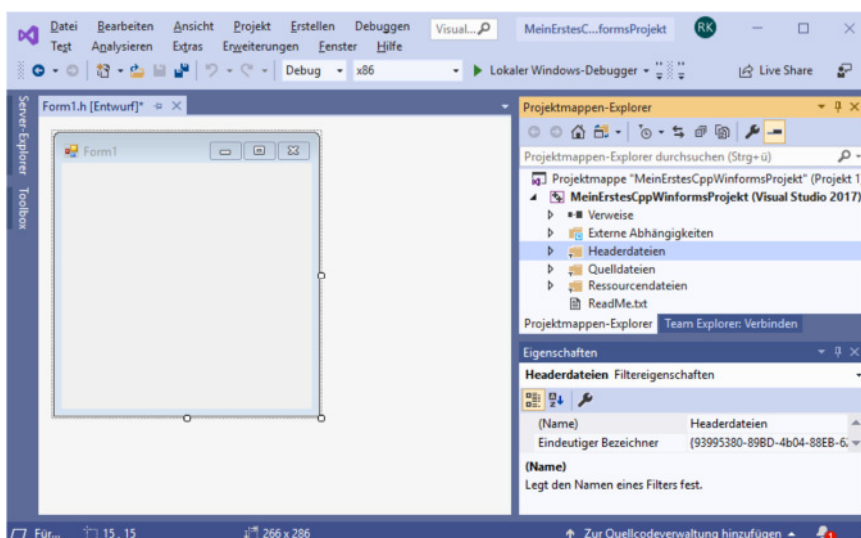 Datei Bearbeiten Ansicht Projekt Erstellen Debuggen Visual... MeinErstesC...formsProjekt RK
Test Analysieren Extras Erweiterungen Fenster Hilfe
Debug x86 Lokaler Windows-Debugger Live Share
Server-Explorer
Toolbox
Form1.h [Entwurf]*
Form1
Projektmappen-Explorer
Projektmappen-Explorer durchsuchen (Strg+ü)
Projektmappe "MeinErstesCppWinformsProjekt" (Projekt 1
MeinErstesCppWinformsProjekt (Visual Studio 2017)
Verweise
Externe Abhängigkeiten
Headerdateien
Quelldateien
Ressourcendateien
ReadMe.txt
Projektmappen-Explorer Team Explorer: Verbinden
Eigenschaften
Headerdateien Filtereigenschaften
(Name) Headerdateien
Eindeutiger Bezeichner {93995380-89BD-4b04-88EB-6
(Name)
Legt den Namen eines Filters fest.
Für... 15 , 15 266 x 286 Zur Quellcodeverwaltung hinzufügen 1